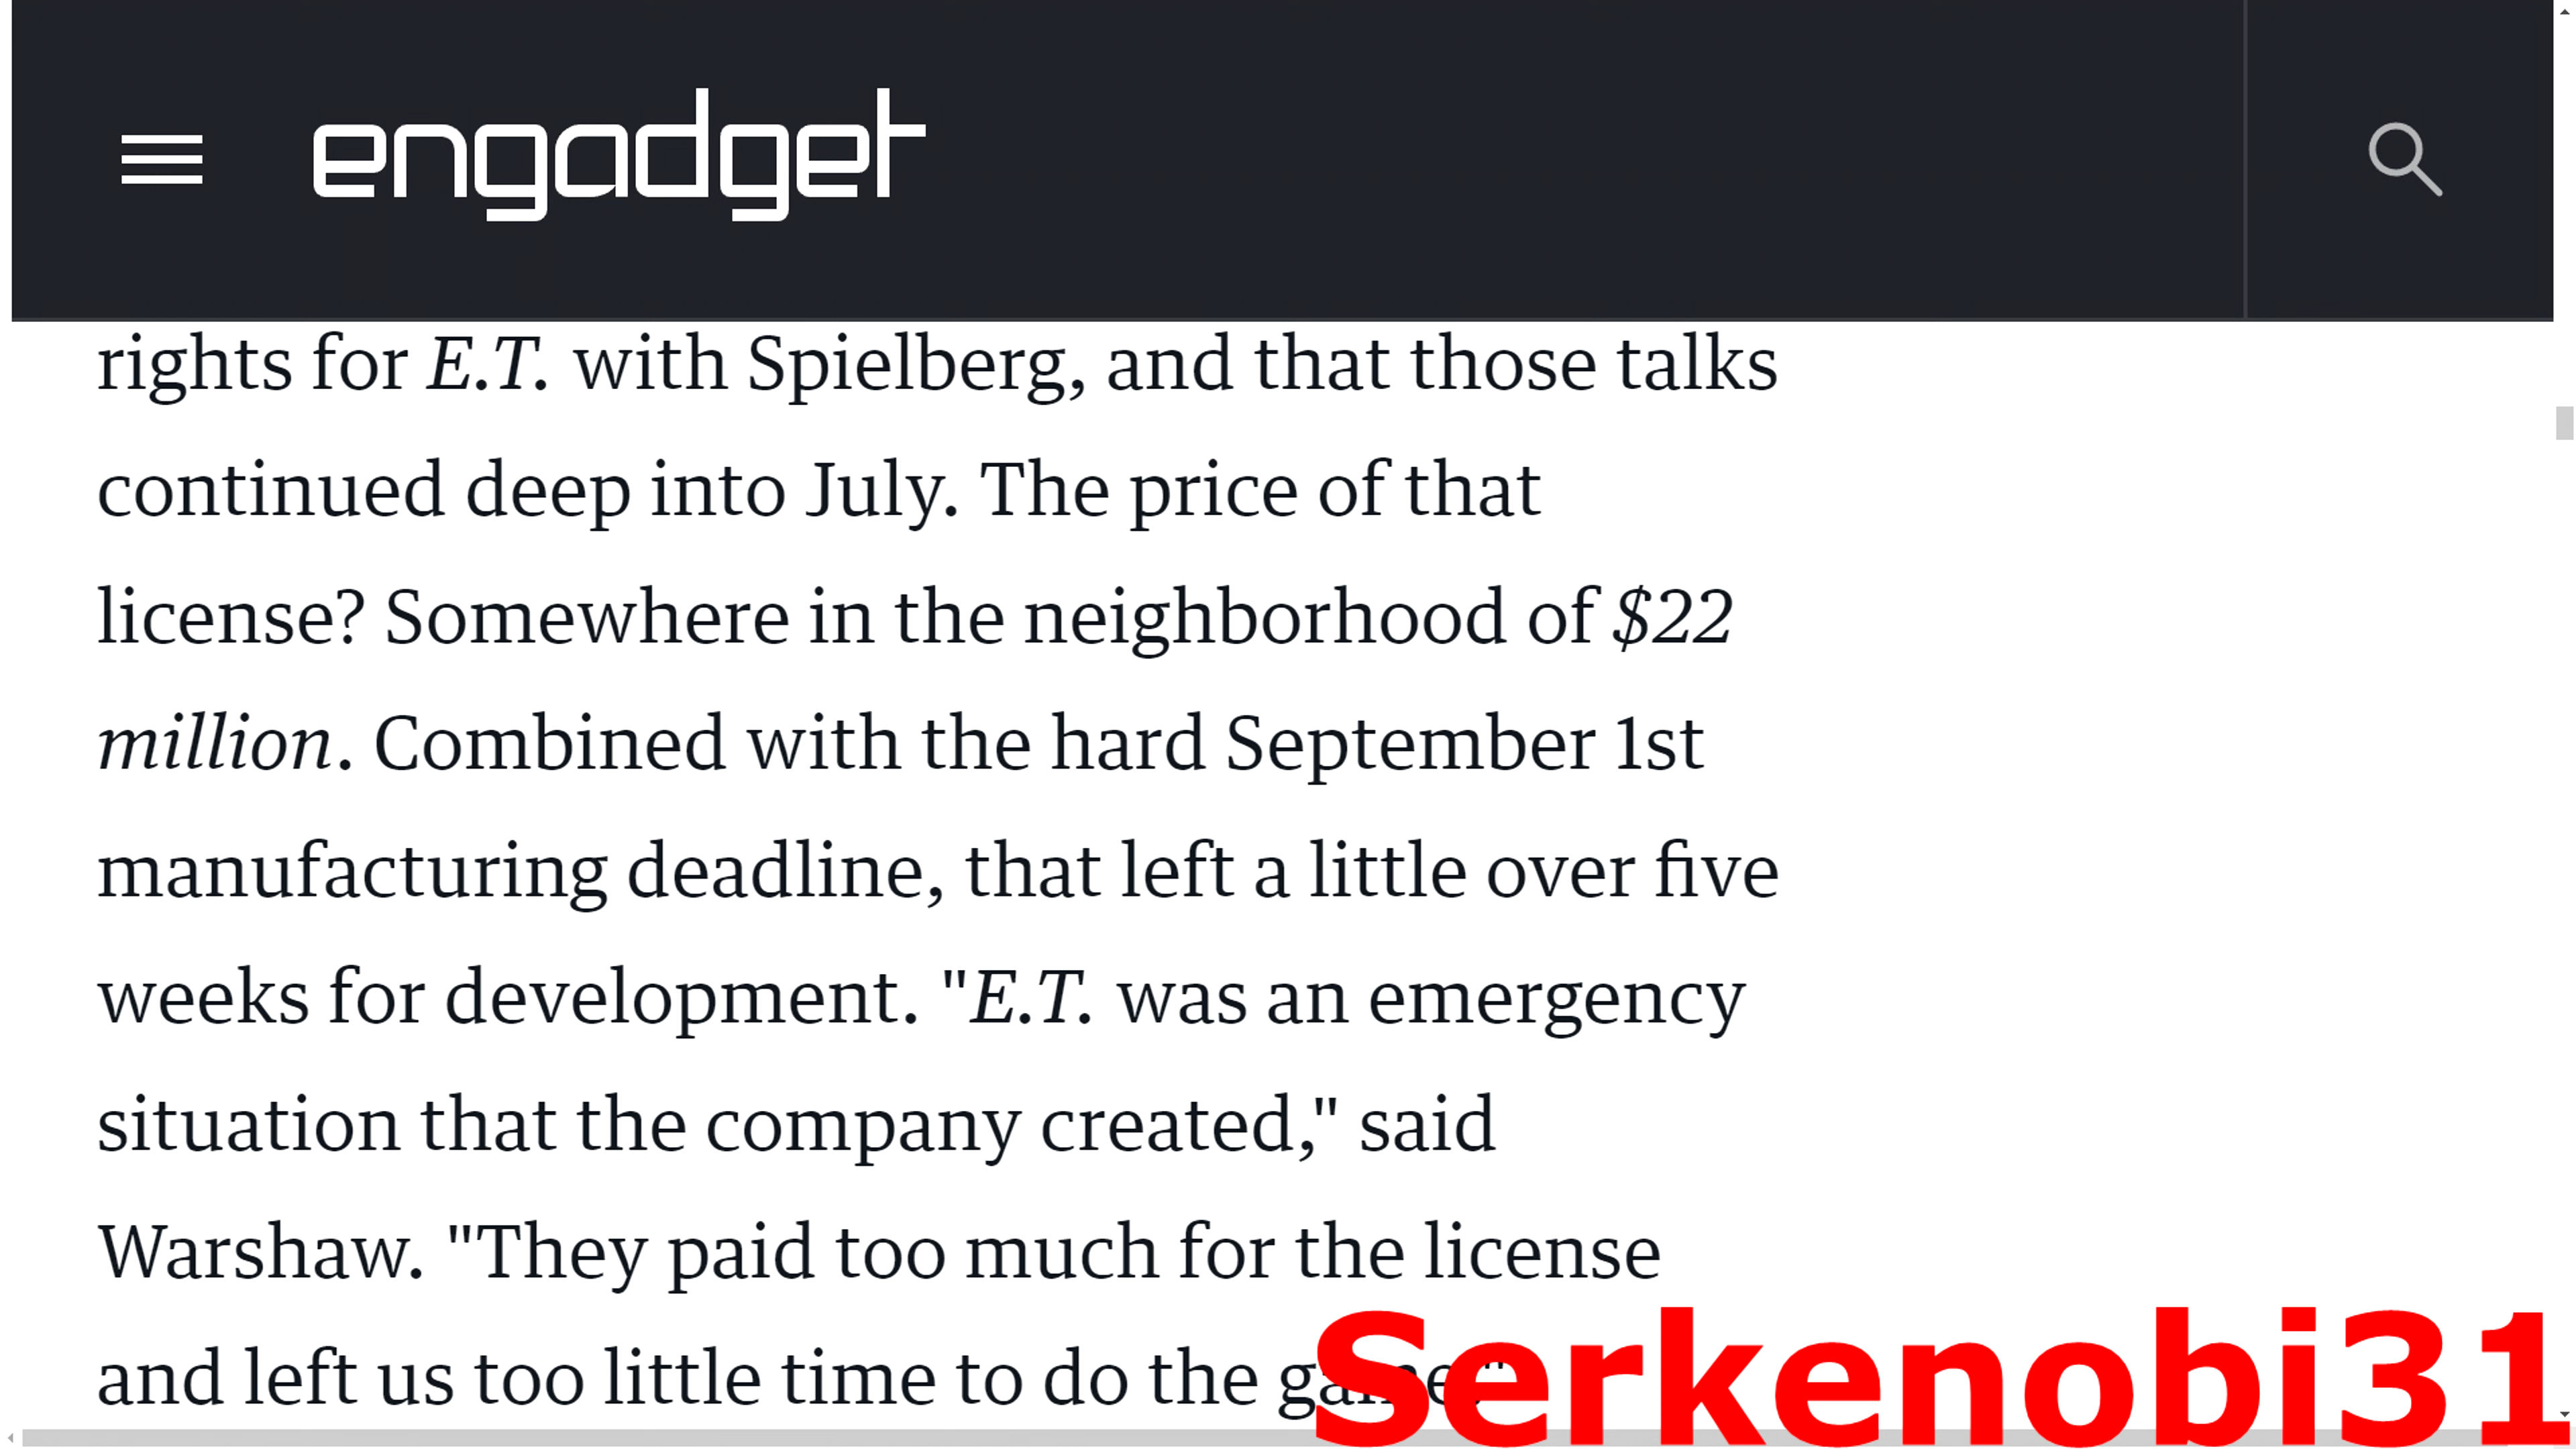 engadget
rights for E.T. with Spielberg, and that those talks
continued deep into July. The price of that
license? Somewhere in the neighborhood of $22
million. Combined with the hard September 1st
manufacturing deadline, that left a little over five
weeks for development. "E.T. was an emergency
situation that the company created," said
Warshaw. "They paid too much for the license
and left us too little time to do the game."
Serkenobi31